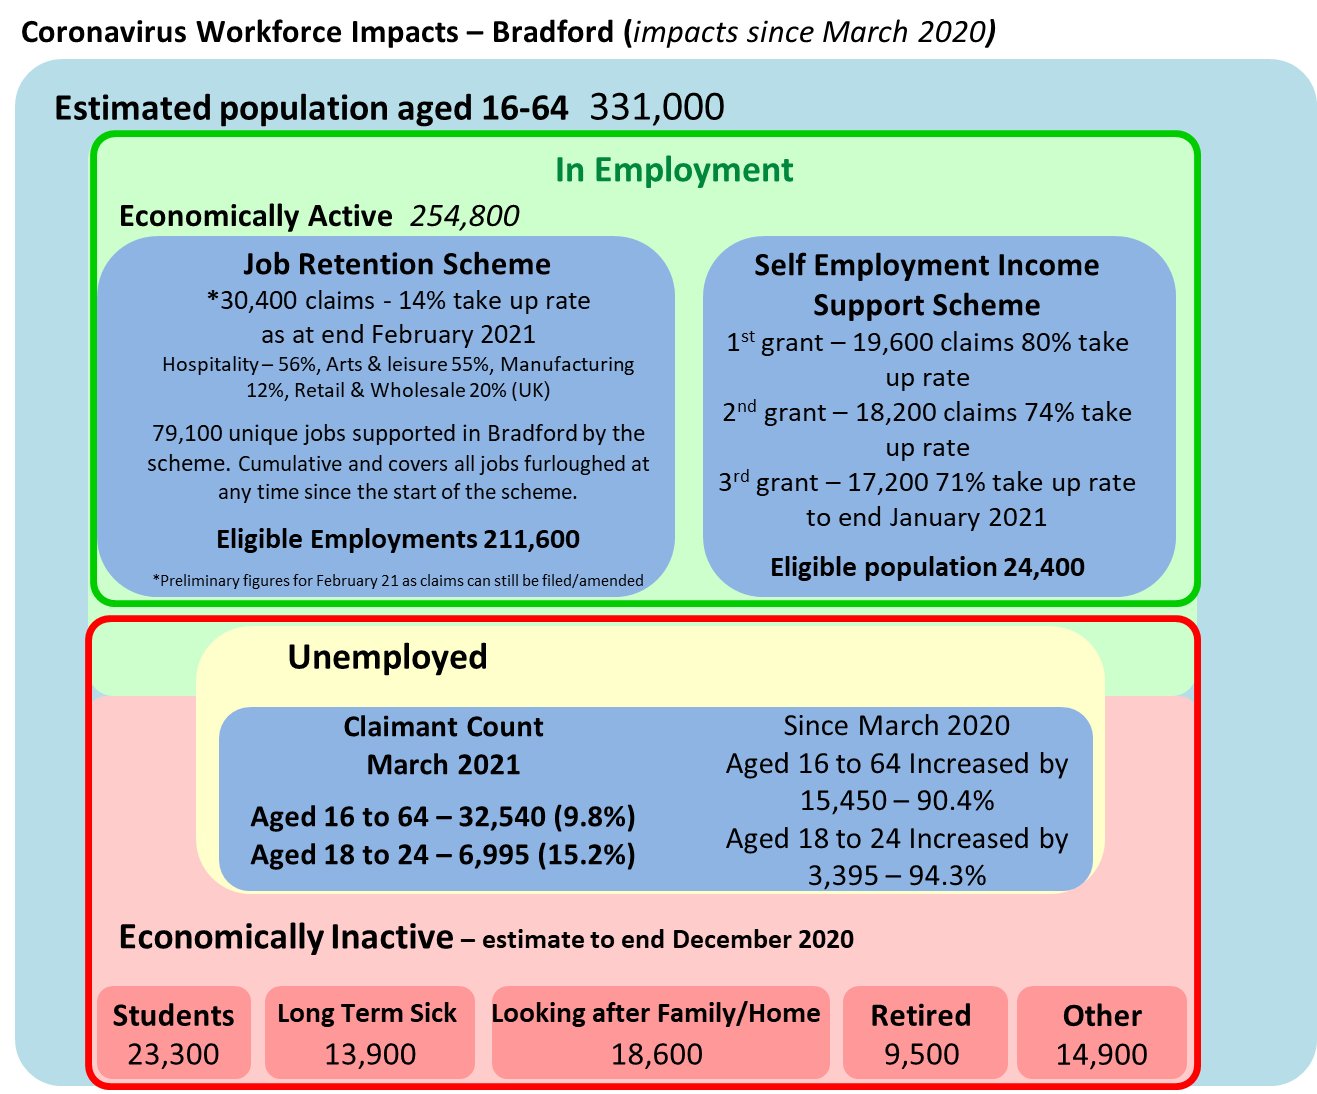 Coronavirus Workforce Impacts – Bradford (impacts since March 2020)
Estimated population aged 16-64 331,000
In Employment
Economically Active 254,800
Job Retention Scheme
*30,400 claims - 14% take up rate
as at end February 2021
Hospitality – 56%, Arts & leisure 55%, Manufacturing
12%, Retail & Wholesale 20% (UK)
79,100 unique jobs supported in Bradford by the
scheme. Cumulative and covers all jobs furloughed at
any time since the start of the scheme.
Eligible Employments 211,600
*Preliminary figures for February 21 as claims can still be filed/amended
Self Employment Income
Support Scheme
1st grant – 19,600 claims 80% take
up rate
2nd grant – 18,200 claims 74% take
up rate
3rd grant – 17,200 71% take up rate
to end January 2021
Eligible population 24,400
Unemployed
Claimant Count
March 2021
Aged 16 to 64 – 32,540 (9.8%)
Aged 18 to 24 – 6,995 (15.2%)
Since March 2020
Aged 16 to 64 Increased by
15,450 – 90.4%
Aged 18 to 24 Increased by
3,395 – 94.3%
Economically Inactive – estimate to end December 2020
Students
23,300
Long Term Sick
13,900
Looking after Family/Home
18,600
Retired
9,500
Other
14,900